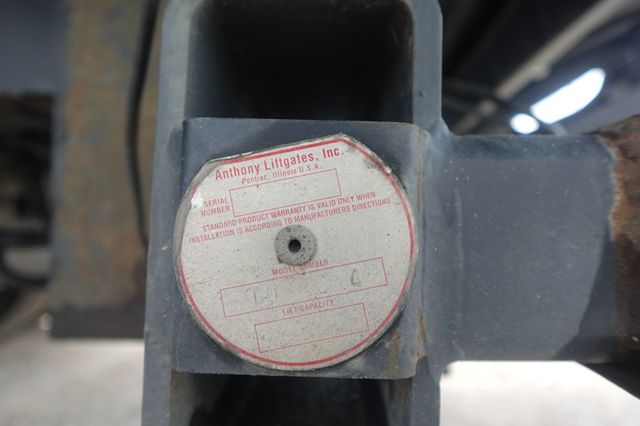 Anthony Liftgates, Inc.
Pontiac, Illinois U.S.A.
SERIAL
NUMBER
STANDARD PRODUCT WARRANTY IS VALID ONLY WHEN
INSTALLATION IS ACCORDING TO MANUFACTURERS DIRECTIONS
MODEL NUMBER
LIFT CAPACITY